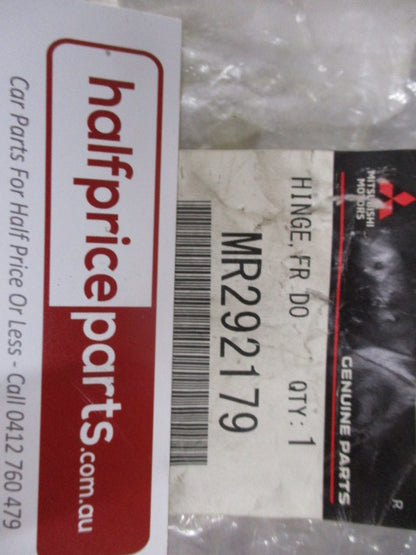 halfpriceparts.com.au
Car Parts For Half Price Or Less - Call 0412 760 479
MITSUBISHI
MOTORS
GENUINE PARTS
R
HINGE,FR DO QTY:1
MR292179